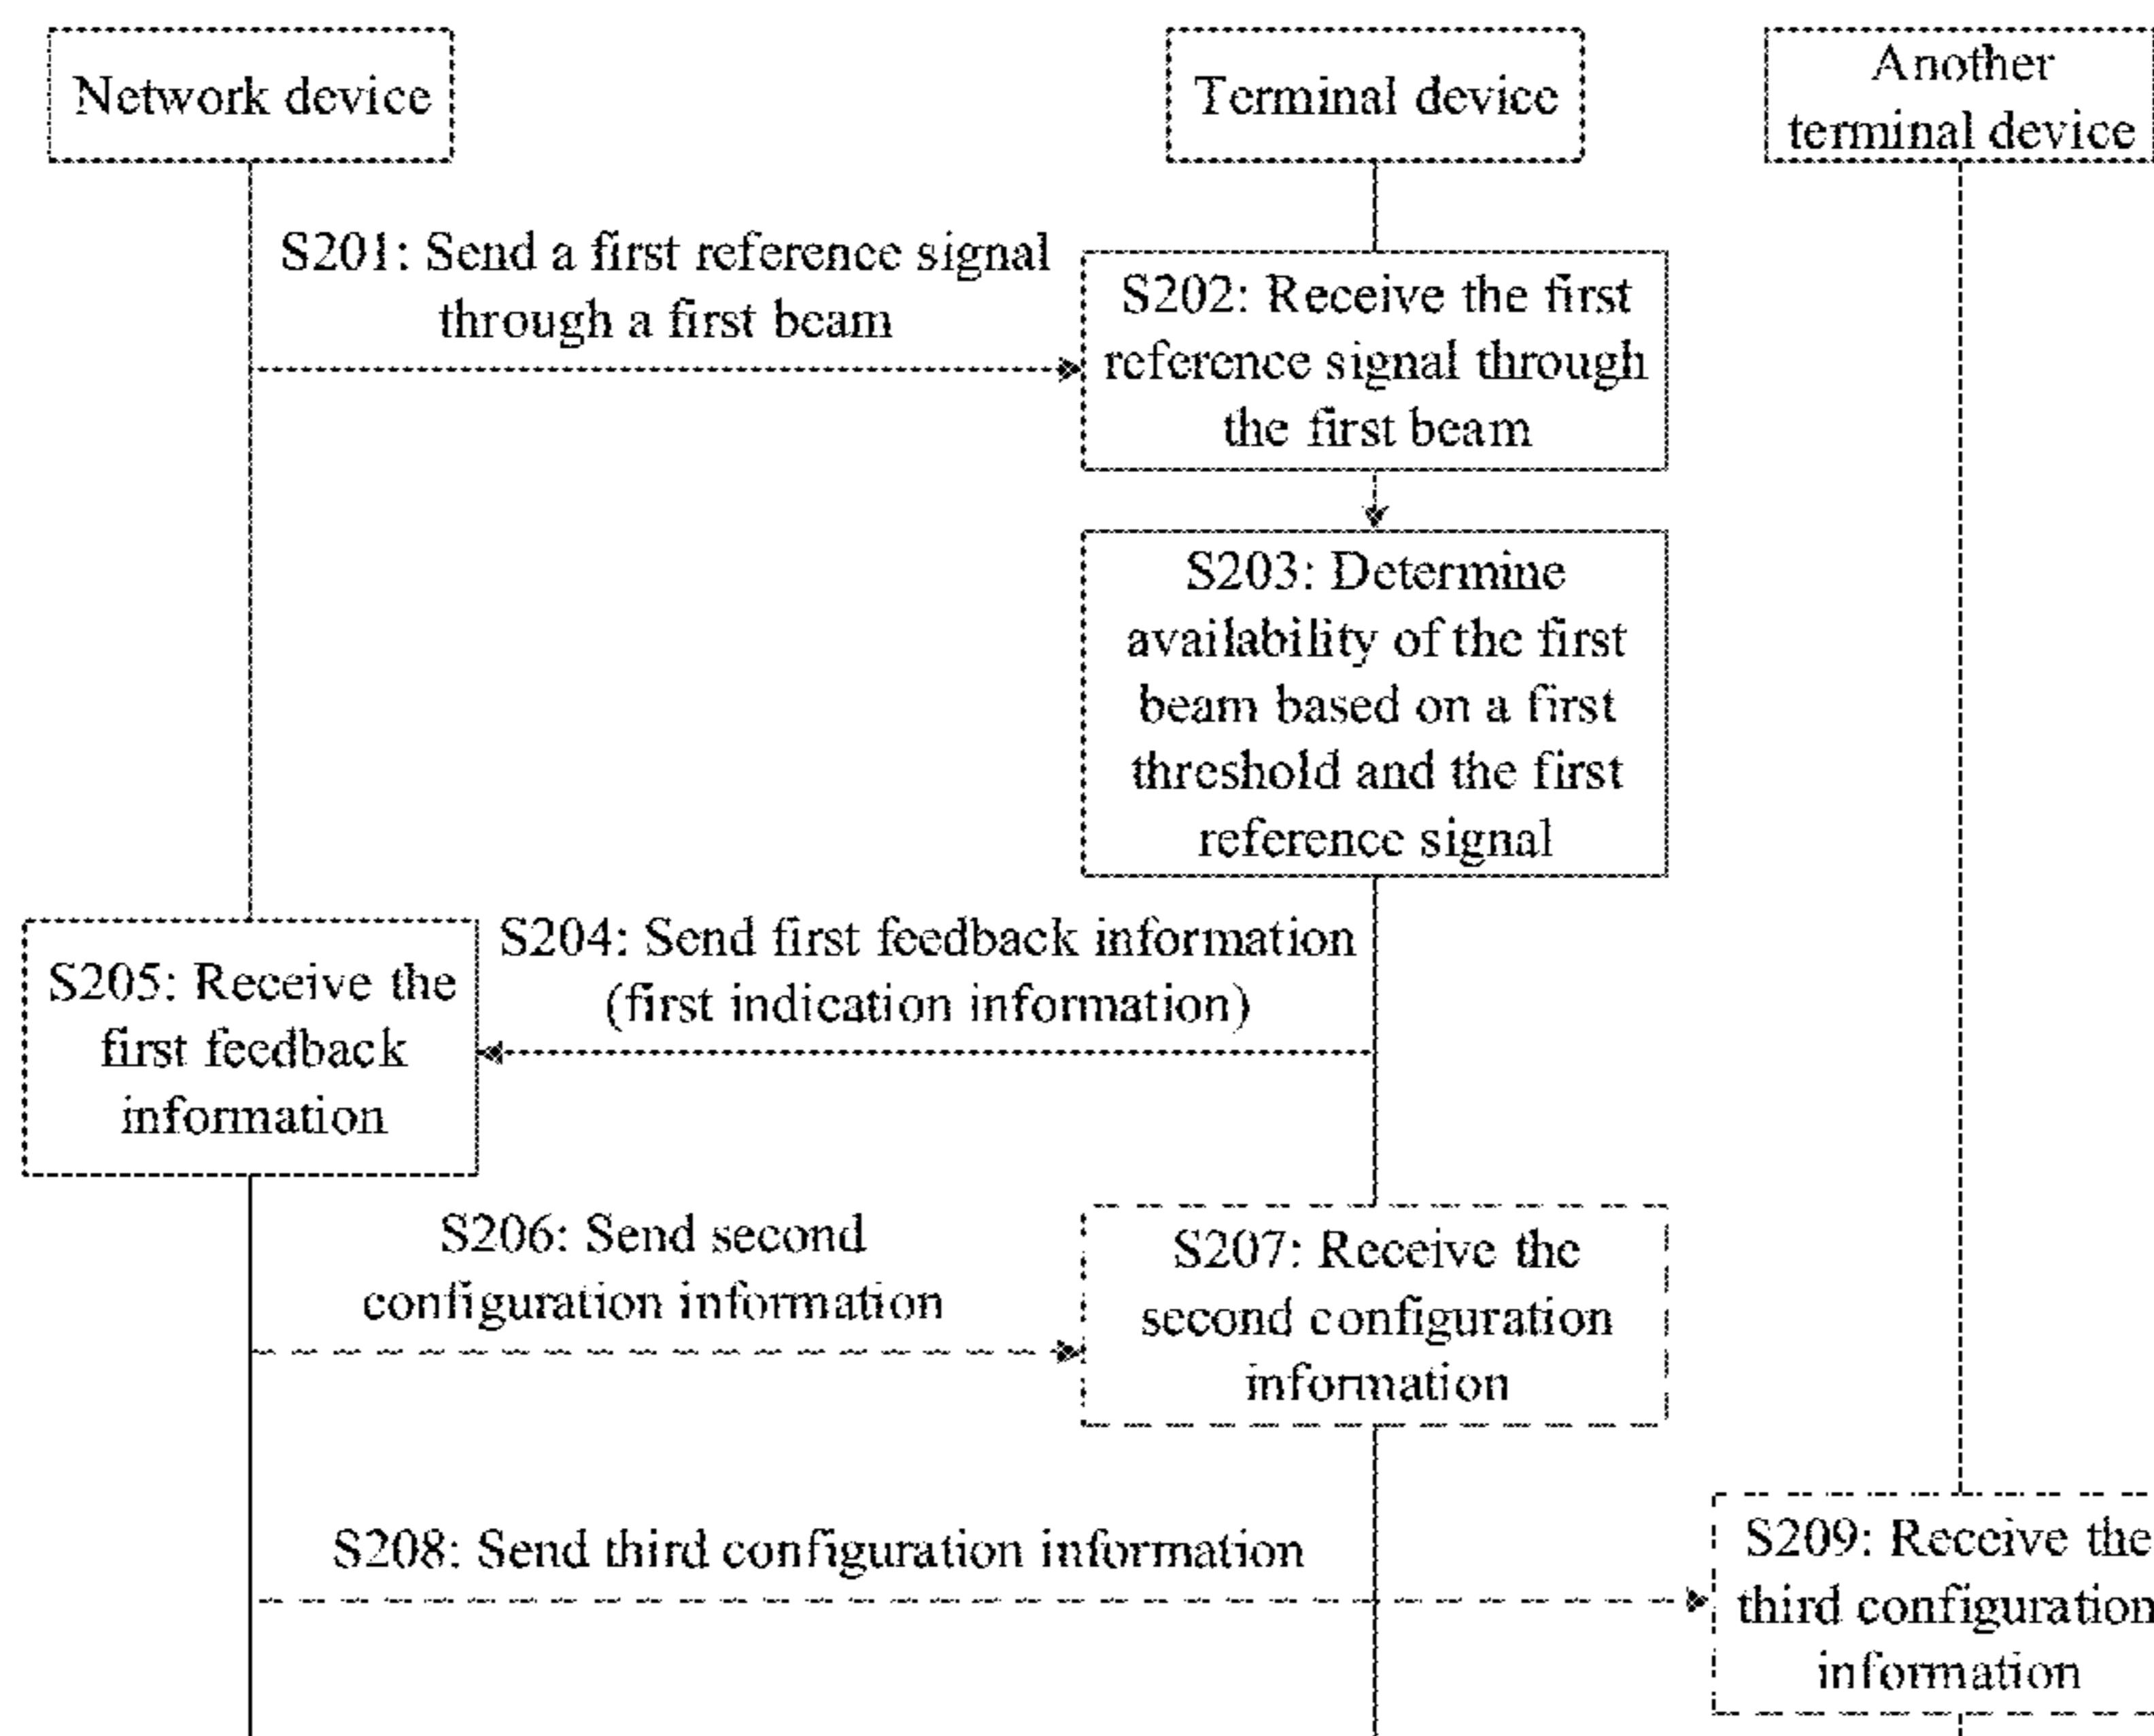 Network device
Terminal device
Another
terminal device
S201: Send a first reference signal
through a first beam
S202: Receive the first
reference signal through
the first beam
S203: Determine
availability of the first
beam based on a first
threshold and the first
reference signal
S204: Send first feedback information
(first indication information)
S205: Receive the
first feedback
information
S206: Send second
configuration information
S207: Receive the
second configuration
information
S208: Send third configuration information
S209: Receive the
third configuration
information